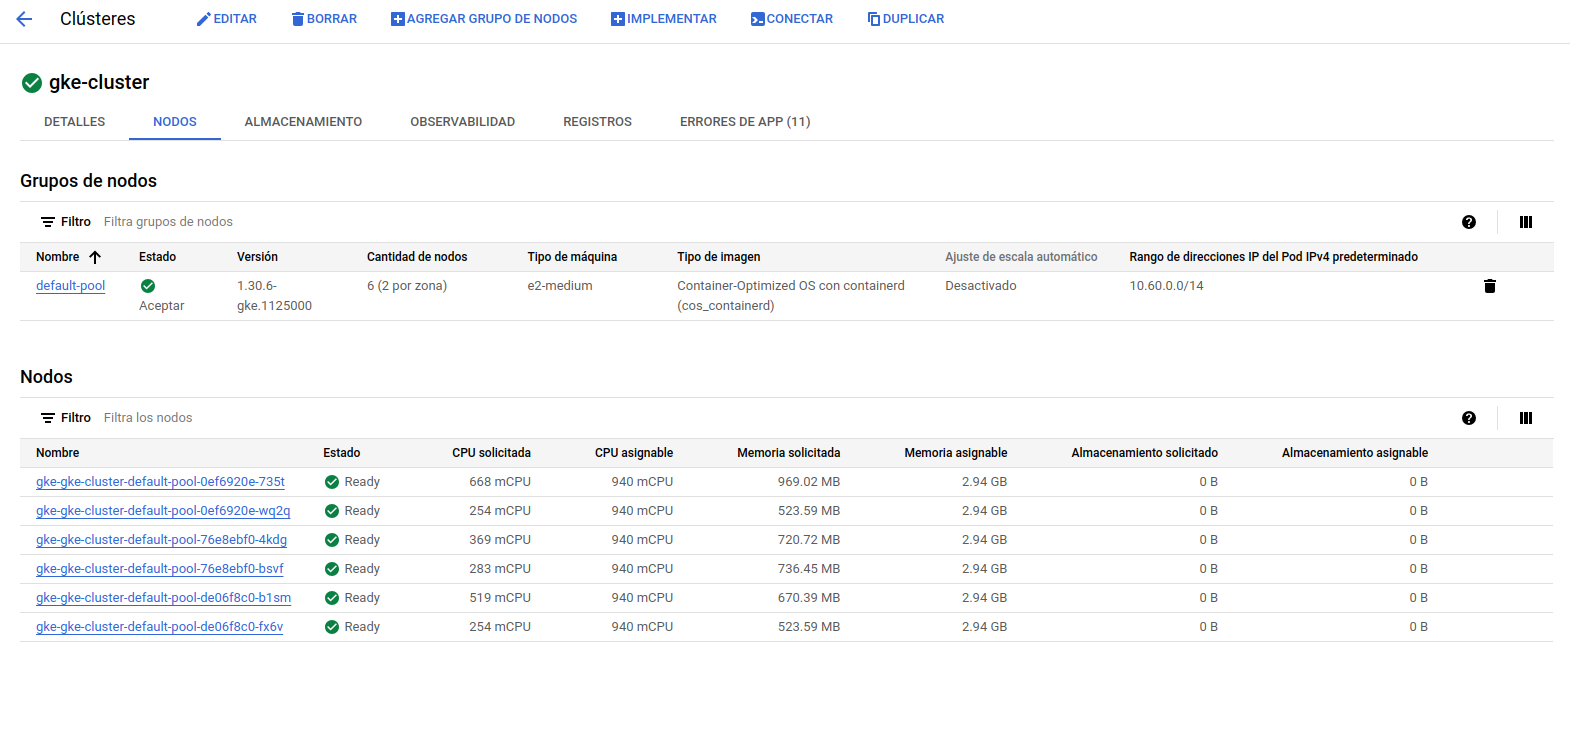 Clústeres EDITAR BORRAR AGREGAR GRUPO DE NODOS IMPLEMENTAR CONECTAR DUPLICAR
gke-cluster
DETALLES NODOS ALMACENAMIENTO OBSERVABILIDAD REGISTROS ERRORES DE APP (11)
Grupos de nodos
Filtro Filtra grupos de nodos
Nombre Estado Versión Cantidad de nodos Tipo de máquina Tipo de imagen Ajuste de escala automático Rango de direcciones IP del Pod IPv4 predeterminado
default-pool 1.30.6- 6 (2 por zona) e2-medium Container-Optimized OS con containerd Desactivado 10.60.0.0/14
Aceptar gke.1125000 (cos_containerd)
Nodos
Filtro Filtra los nodos
Nombre Estado CPU solicitada CPU asignable Memoria solicitada Memoria asignable Almacenamiento solicitado Almacenamiento asignable
gke-gke-cluster-default-pool-0ef6920e-735t Ready 668 mCPU 940 mCPU 969.02 MB 2.94 GB 0 B 0 B
gke-gke-cluster-default-pool-0ef6920e-wq2q Ready 254 mCPU 940 mCPU 523.59 MB 2.94 GB 0 B 0 B
gke-gke-cluster-default-pool-76e8ebf0-4kdg Ready 369 mCPU 940 mCPU 720.72 MB 2.94 GB 0 B 0 B
gke-gke-cluster-default-pool-76e8ebf0-bsvf Ready 283 mCPU 940 mCPU 736.45 MB 2.94 GB 0 B 0 B
gke-gke-cluster-default-pool-de06f8c0-b1sm Ready 519 mCPU 940 mCPU 670.39 MB 2.94 GB 0 B 0 B
gke-gke-cluster-default-pool-de06f8c0-fx6v Ready 254 mCPU 940 mCPU 523.59 MB 2.94 GB 0 B 0 B